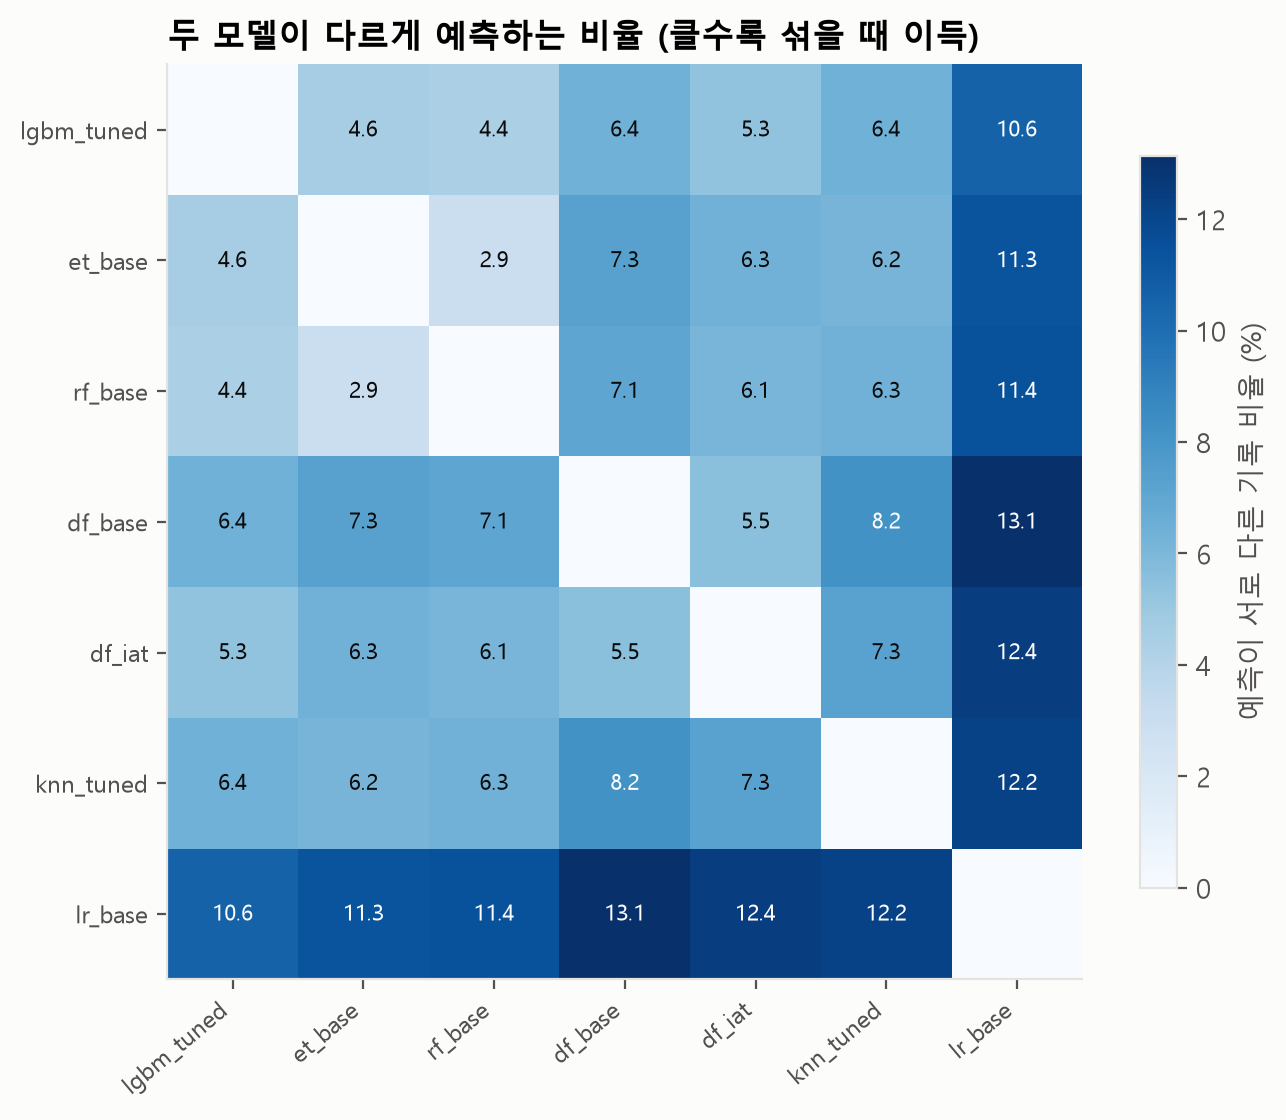 두 모델이 다르게 예측하는 비율 (클수록 섞을 때 이득)
lgbm_tuned 4.6 4.4 6.4 5.3 6.4 10.6
et_base 4.6 2.9 7.3 6.3 6.2 11.3
rf_base 4.4 2.9 7.1 6.1 6.3 11.4
df_base 6.4 7.3 7.1 5.5 8.2 13.1
df_iat 5.3 6.3 6.1 5.5 7.3 12.4
knn_tuned 6.4 6.2 6.3 8.2 7.3 12.2
lr_base 10.6 11.3 11.4 13.1 12.4 12.2
lgbm_tuned et_base rf_base df_base df_iat knn_tuned lr_base
12
10
8
6
4
2
0
예측이 서로 다른 기록 비율 (%)